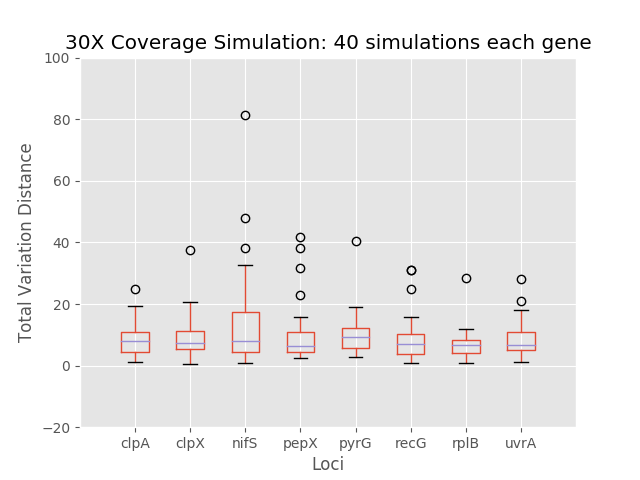 30X Coverage Simulation: 40 simulations each gene
100
80
60
40
20
0
−20
Total Variation Distance
clpA clpX nifS pepX pyrG recG rplB uvrA
Loci